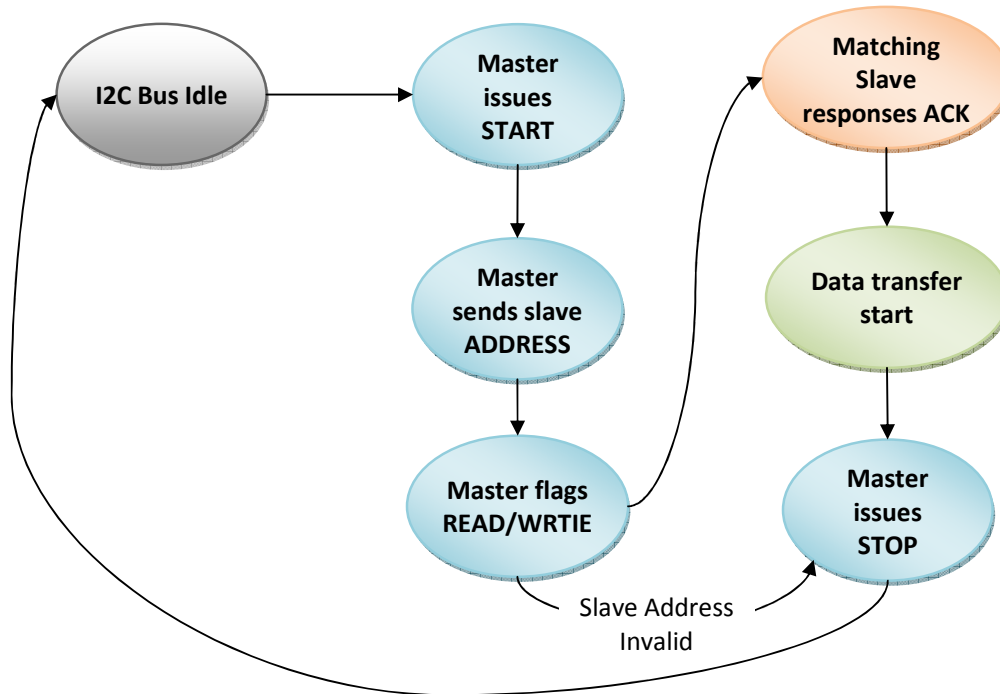 I2C Bus Idle
Master
issues
START
Master
sends slave
ADDRESS
Master flags
READ/WRTIE
Slave Address
Invalid
Matching
Slave
responses ACK
Data transfer
start
Master
issues
STOP